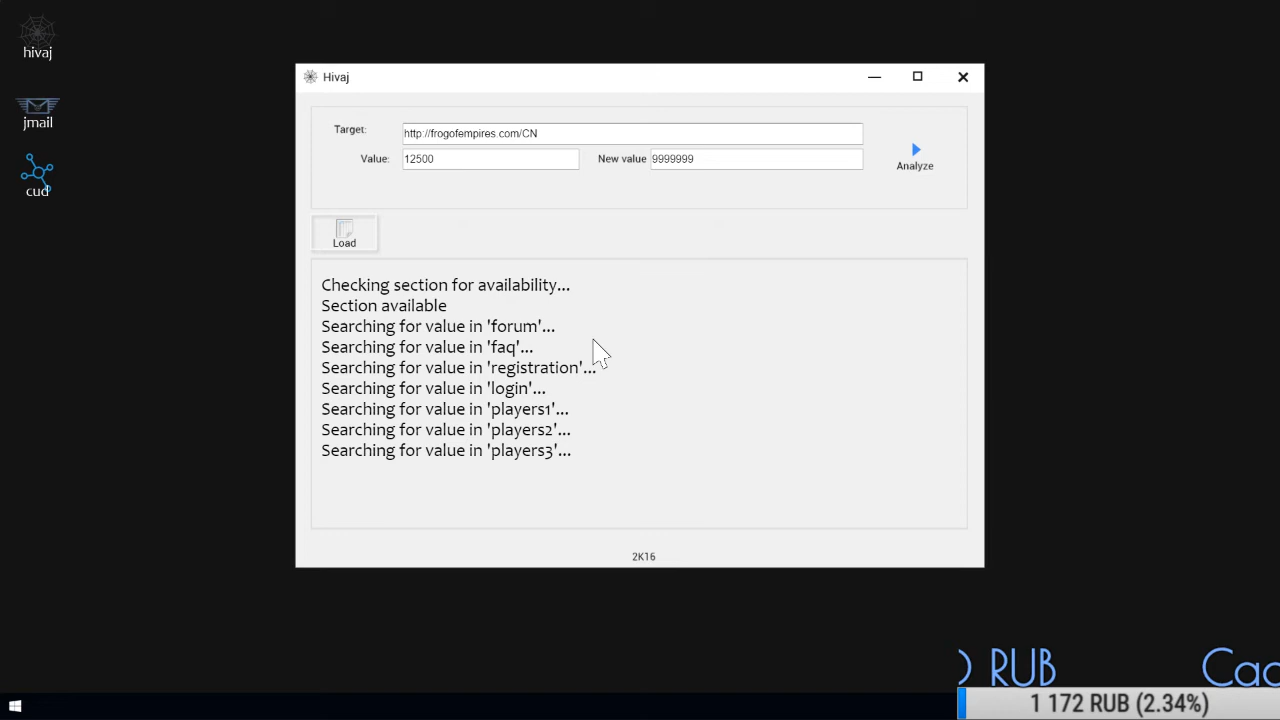 hivaj
jmail
cud
Hivaj
Target:
http://frogofempires.com/CN
Value:
12500
New value
9999999
Analyze
Load
Checking section for availability...
Section available
Searching for value in 'forum'...
Searching for value in 'faq'...
Searching for value in 'registration'...
Searching for value in 'login'...
Searching for value in 'players1'...
Searching for value in 'players2'...
Searching for value in 'players3'...
2K16
RUB
1 172 RUB (2.34%)